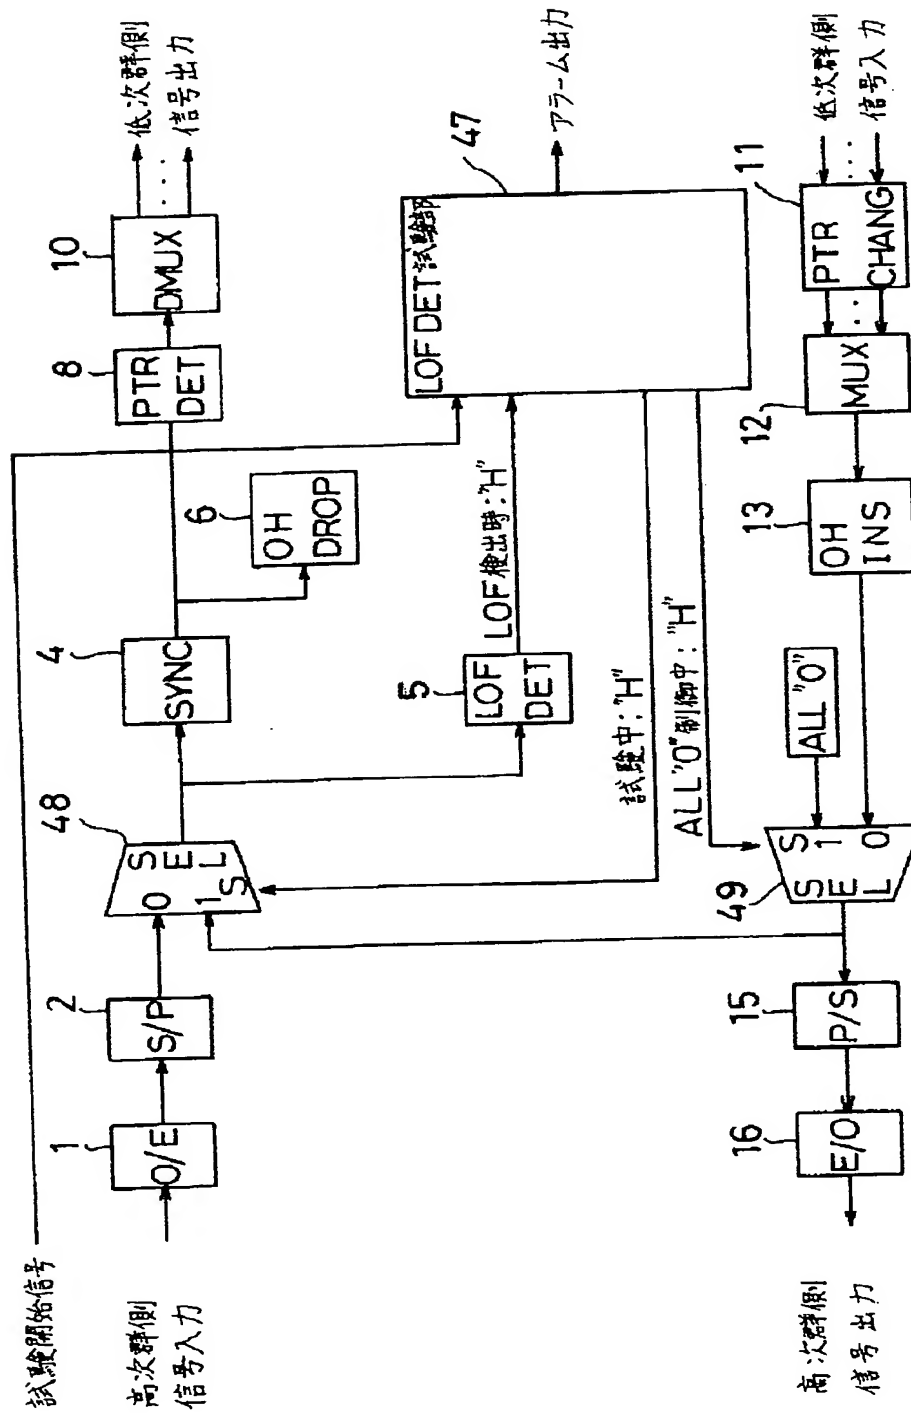 試験開始信号
高次群側
信号入力
1
O/E
2
S/P
48
0
1
S
SEL
4
SYNC
6
OH
DROP
8
PTR
DET
10
DMUX
低次群側
信号出力
5
LOF
DET
LOF検出時:"H"
47
LOF DET 試験部
アラーム出力
試験中:"H"
ALL"0"制御中:"H"
高次群側
信号出力
16
E/O
15
P/S
49
SEL
S
1
0
ALL "0"
13
OH
INS
12
MUX
11
PTR
CHANG
低次群側
信号入力